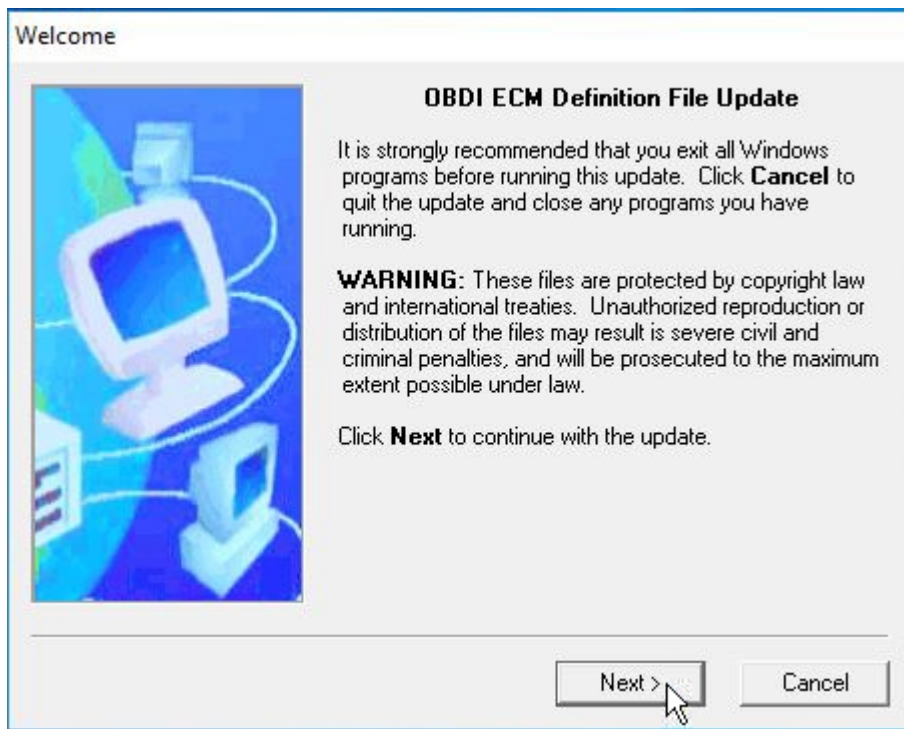 Welcome
OBDI ECM Definition File Update
It is strongly recommended that you exit all Windows
programs before running this update. Click Cancel to
quit the update and close any programs you have
running.
WARNING: These files are protected by copyright law
and international treaties. Unauthorized reproduction or
distribution of the files may result is severe civil and
criminal penalties, and will be prosecuted to the maximum
extent possible under law.
Click Next to continue with the update.
Next >
Cancel